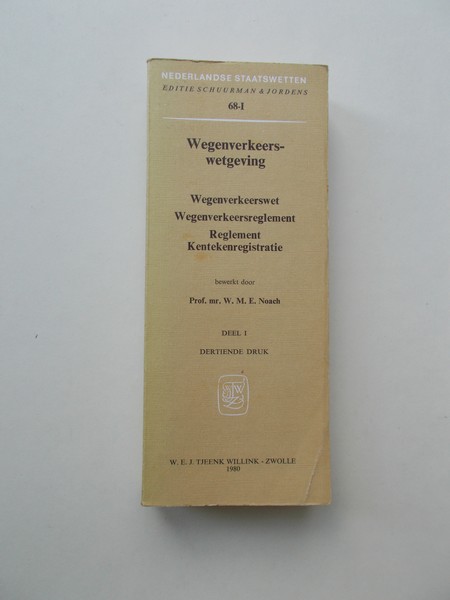 NEDERLANDSE STAATSWETTEN
EDITIE SCHUURMAN & JORDENS
68-I
Wegenverkeers-
wetgeving
Wegenverkeerswet
Wegenverkeersreglement
Reglement
Kentekenregistratie
bewerkt door
Prof. mr. W. M. E. Noach
DEEL I
DERTIENDE DRUK
W. E. J. TJEENK WILLINK - ZWOLLE
1980